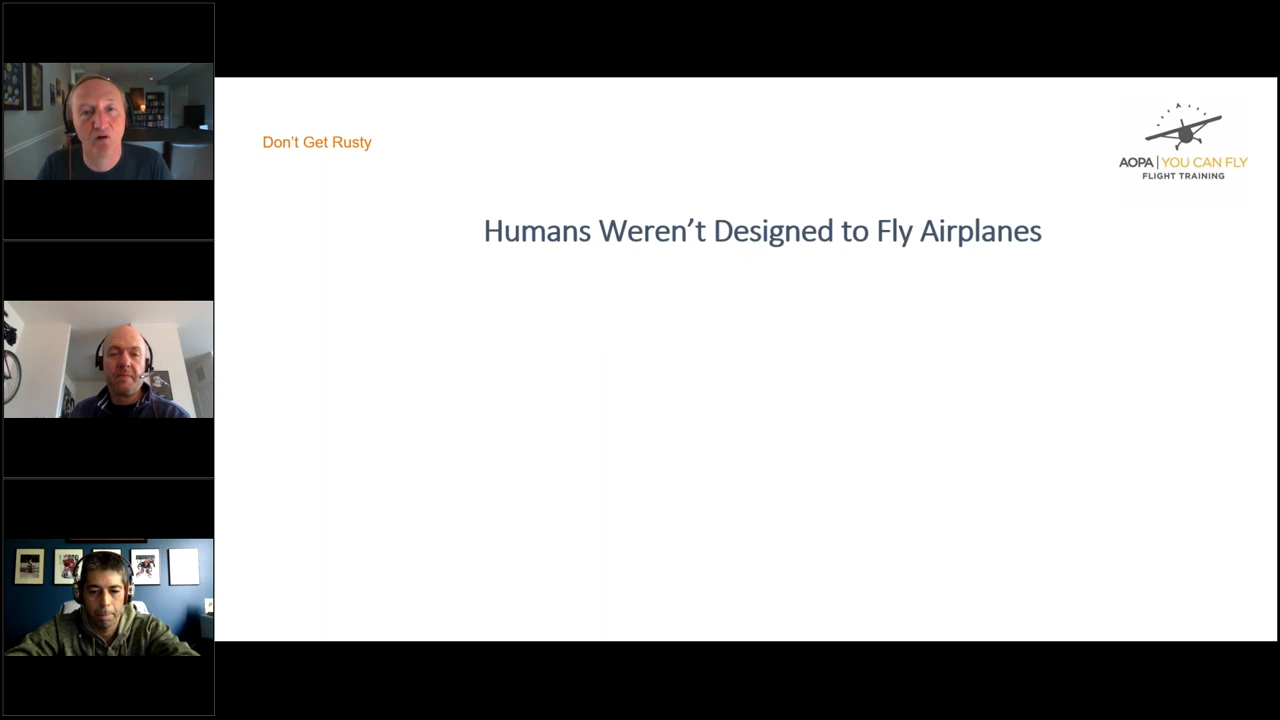 Don't Get Rusty
AOPA | YOU CAN FLY
FLIGHT TRAINING
Humans Weren't Designed to Fly Airplanes